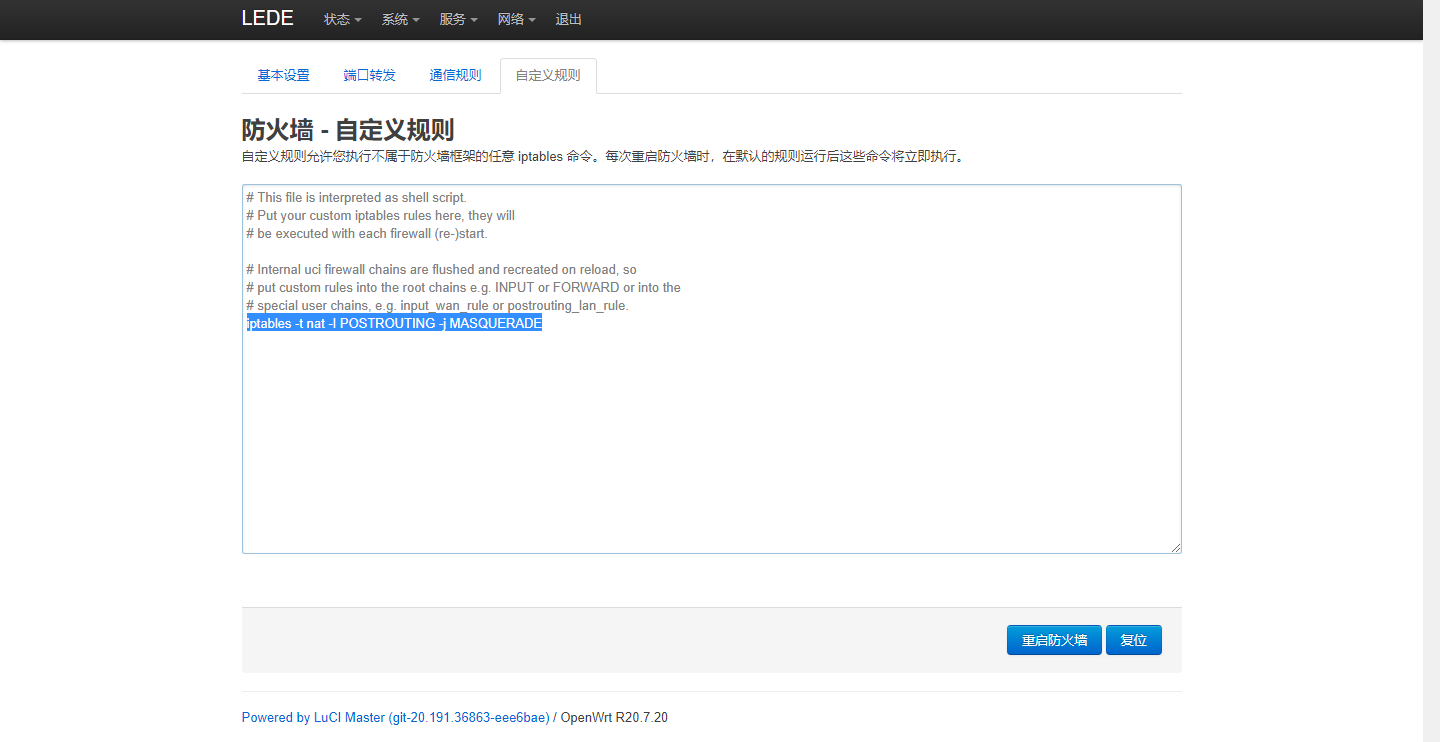 LEDE 状态 系统 服务 网络 退出
基本设置 端口转发 通信规则 自定义规则
防火墙 - 自定义规则
自定义规则允许您执行不属于防火墙框架的任意 iptables 命令。每次重启防火墙时，在默认的规则运行后这些命令将立即执行。
# This file is interpreted as shell script.
# Put your custom iptables rules here, they will
# be executed with each firewall (re-)start.
# Internal uci firewall chains are flushed and recreated on reload, so
# put custom rules into the root chains e.g. INPUT or FORWARD or into the
# special user chains, e.g. input_wan_rule or postrouting_lan_rule.
iptables -t nat -I POSTROUTING -j MASQUERADE
重启防火墙 复位
Powered by LuCI Master (git-20.191.36863-eee6bae) / OpenWrt R20.7.20